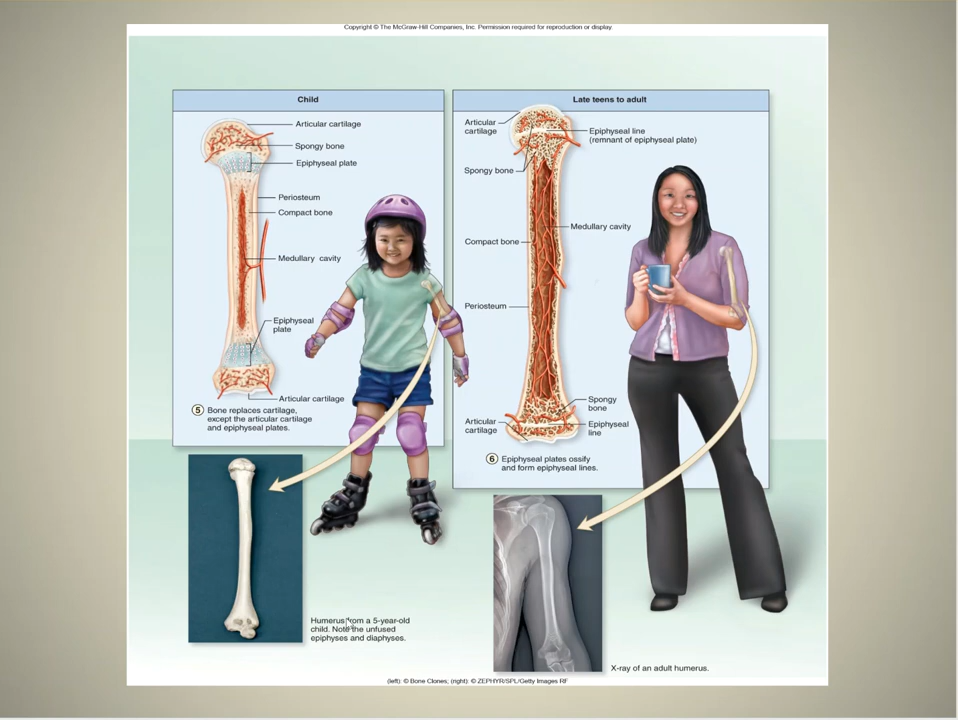 Copyright © The McGraw-Hill Companies, Inc. Permission required for reproduction or display.
Child
Articular cartilage
Spongy bone
Epiphyseal plate
Periosteum
Compact bone
Medullary cavity
Epiphyseal
plate
Articular cartilage
5 Bone replaces cartilage,
except the articular cartilage
and epiphyseal plates.
Late teens to adult
Articular
cartilage
Epiphyseal line
(remnant of epiphyseal plate)
Spongy bone
Medullary cavity
Compact bone
Periosteum
Spongy
bone
Articular
cartilage
Epiphyseal
line
6 Epiphyseal plates ossify
and form epiphyseal lines.
Humerus from a 5-year-old
child. Note the unfused
epiphyses and diaphyses.
X-ray of an adult humerus.
(left): © Bone Clones; (right): © ZEPHYR/SPL/Getty Images RF